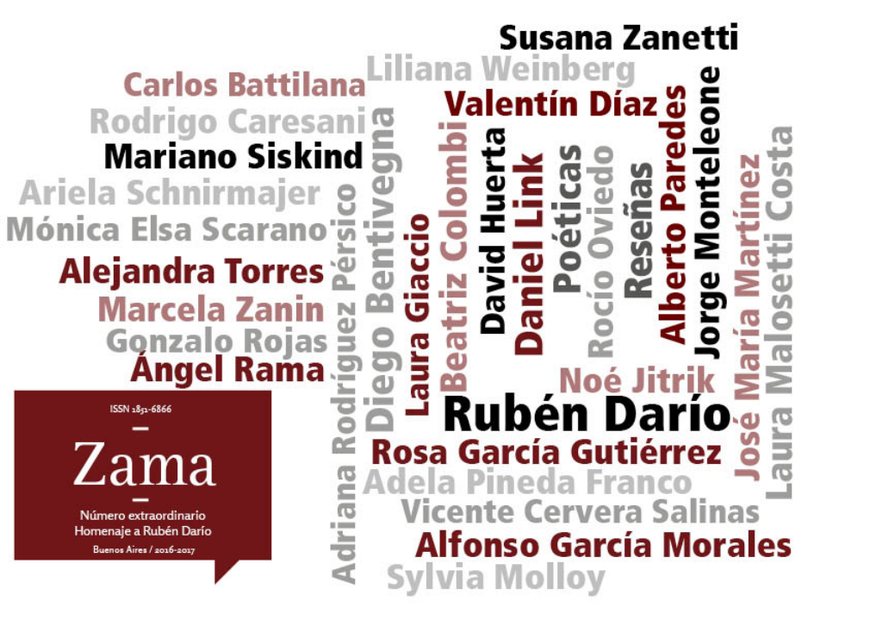 Susana Zanetti
Liliana Weinberg
Carlos Battilana
Valentín Díaz
Rodrigo Caresani
Mariano Siskind
Ariela Schnirmajer
Mónica Elsa Scarano
Alejandra Torres
Marcela Zanin
Gonzalo Rojas
Ángel Rama
Adriana Rodríguez Pérsico
Diego Bentivegna
Laura Giaccio
Beatriz Colombi
David Huerta
Daniel Link
Poéticas
Rocío Oviedo
Reseñas
Alberto Paredes
Jorge Monteleone
José María Martínez
Laura Malosetti Costa
Noé Jitrik
Rubén Darío
Rosa García Gutiérrez
Adela Pineda Franco
Vicente Cervera Salinas
Alfonso García Morales
Sylvia Molloy
ISSN 1851-6866
Zama
Número extraordinario
Homenaje a Rubén Darío
Buenos Aires / 2016-2017